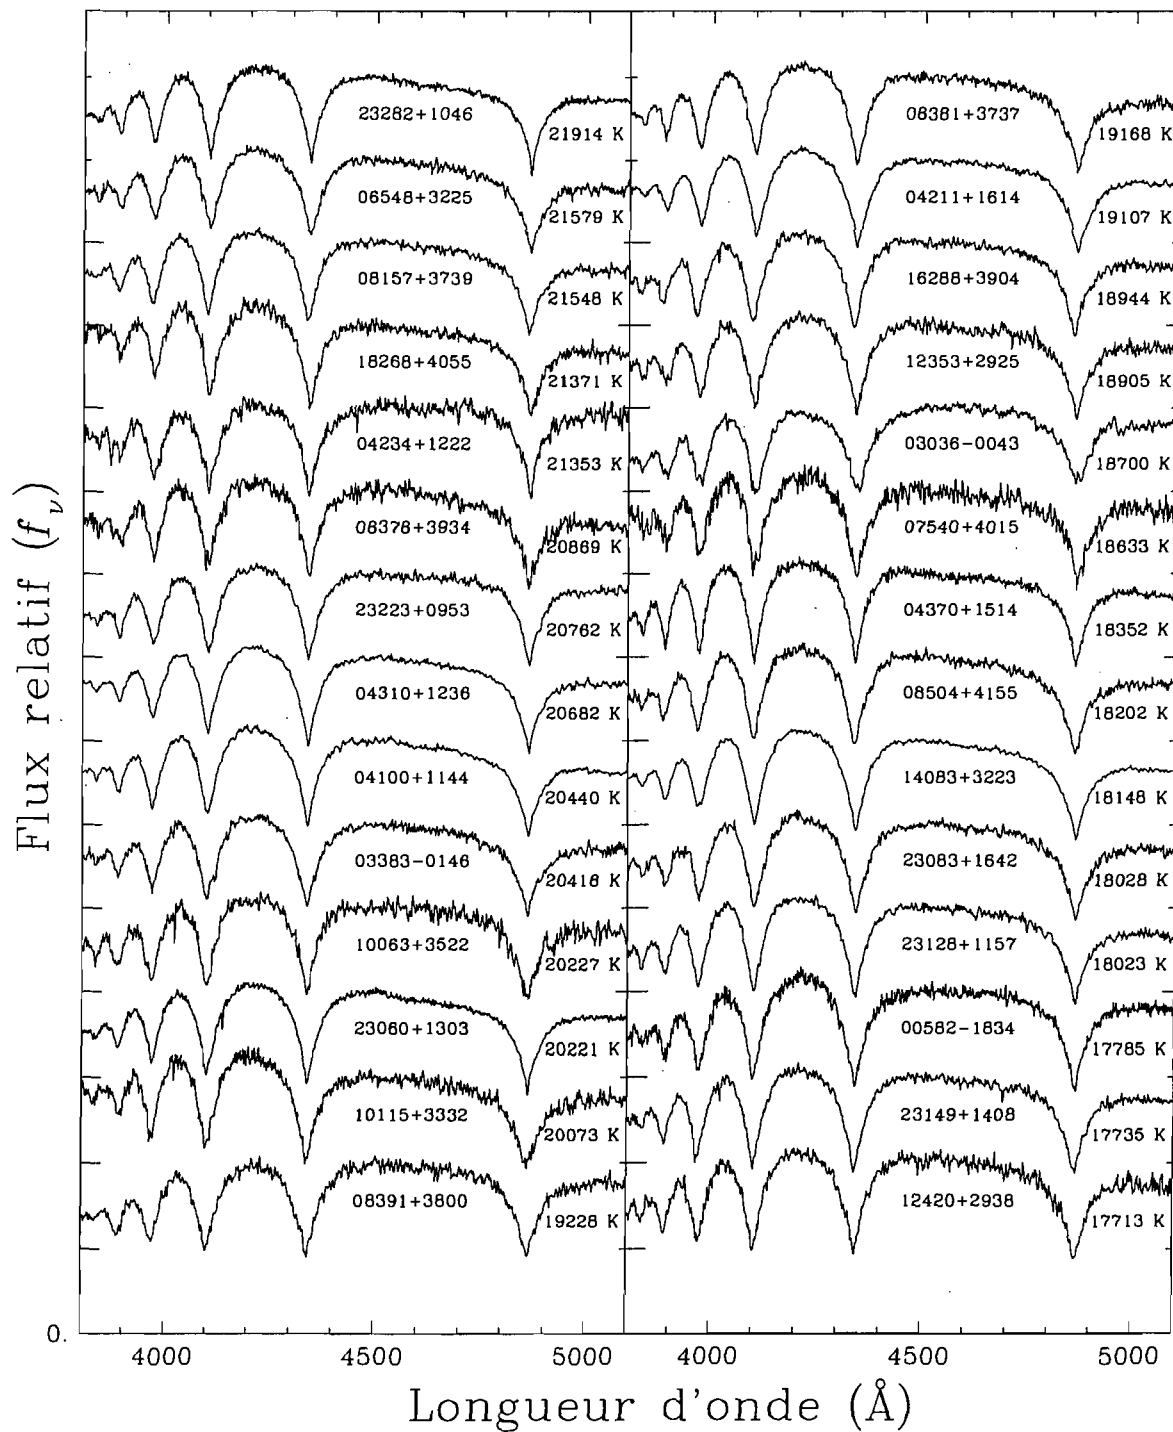 Flux relatif (fν)
23282+1046
21914 K
06548+3225
21579 K
08157+3739
21548 K
18268+4055
21371 K
04234+1222
21353 K
08378+3934
20869 K
23223+0953
20762 K
04310+1236
20682 K
04100+1144
20440 K
03383-0146
20416 K
10063+3522
20227 K
23060+1303
20221 K
10115+3332
20073 K
08391+3800
19228 K
06381+3737
19168 K
04211+1614
19107 K
16288+3904
18944 K
12353+2925
18905 K
03036-0043
18700 K
07540+4015
18633 K
04370+1514
18352 K
08504+4155
18202 K
14083+3223
18148 K
23083+1642
18028 K
23128+1157
18023 K
00582-1834
17785 K
23149+1408
17735 K
12420+2938
17713 K
0.
4000 4500 5000 4000 4500 5000
Longueur d'onde (Å)